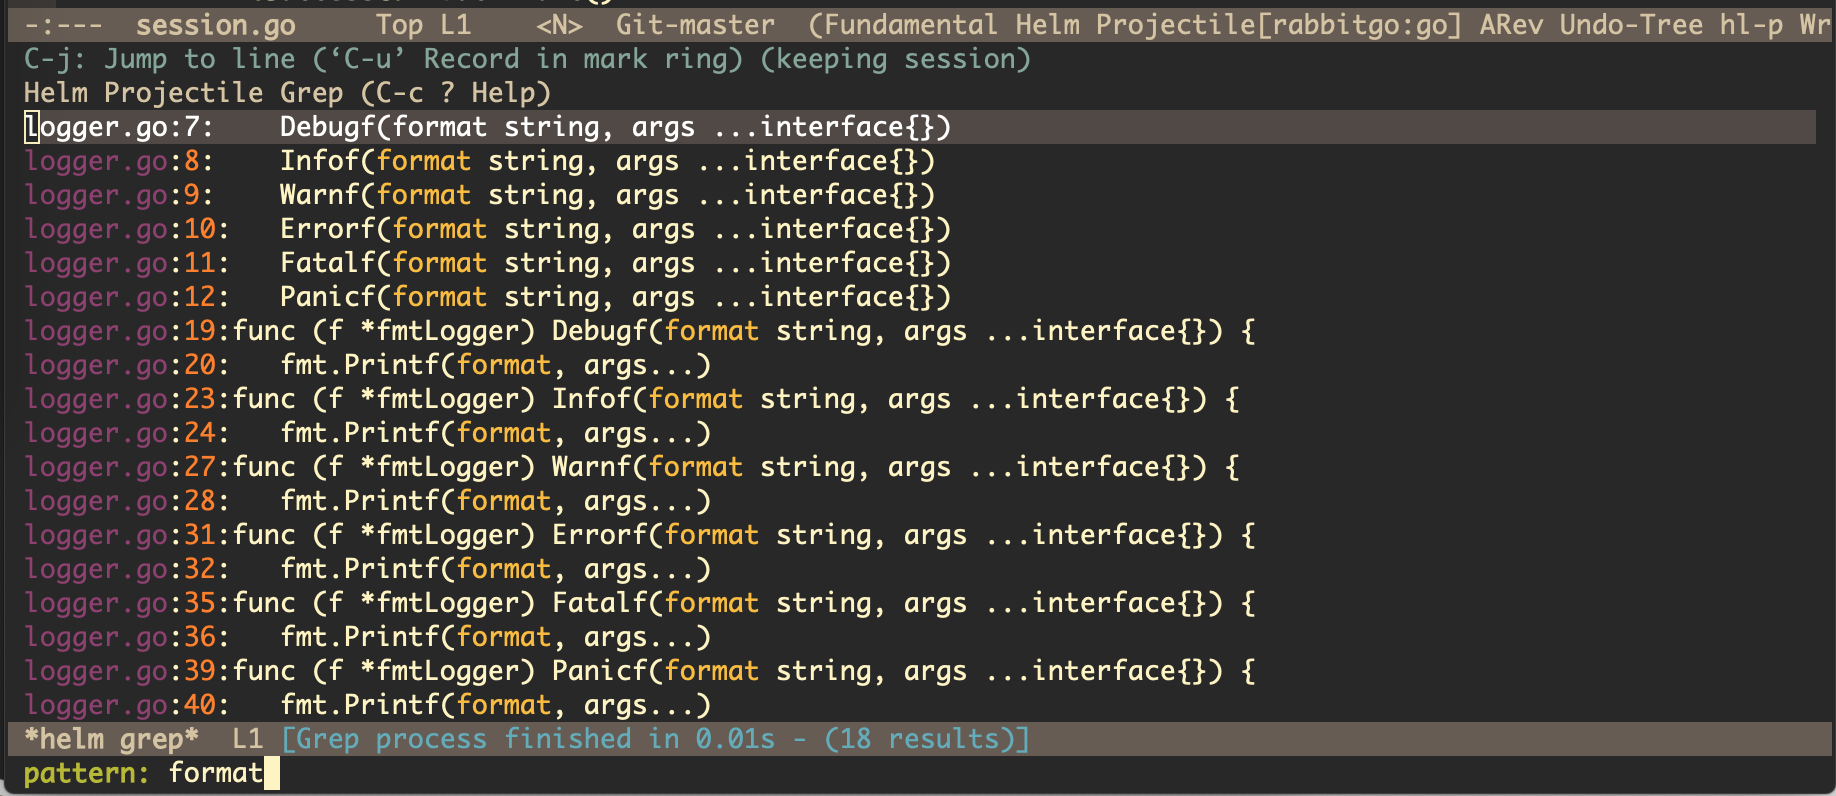 -:---  session.go     Top L1    <N>  Git-master  (Fundamental Helm Projectile[rabbitgo:go] ARev Undo-Tree hl-p Wr
C-j: Jump to line (‘C-u’ Record in mark ring) (keeping session)
Helm Projectile Grep (C-c ? Help)
logger.go:7:    Debugf(format string, args ...interface{})
logger.go:8:    Infof(format string, args ...interface{})
logger.go:9:    Warnf(format string, args ...interface{})
logger.go:10:   Errorf(format string, args ...interface{})
logger.go:11:   Fatalf(format string, args ...interface{})
logger.go:12:   Panicf(format string, args ...interface{})
logger.go:19:func (f *fmtLogger) Debugf(format string, args ...interface{}) {
logger.go:20:   fmt.Printf(format, args...)
logger.go:23:func (f *fmtLogger) Infof(format string, args ...interface{}) {
logger.go:24:   fmt.Printf(format, args...)
logger.go:27:func (f *fmtLogger) Warnf(format string, args ...interface{}) {
logger.go:28:   fmt.Printf(format, args...)
logger.go:31:func (f *fmtLogger) Errorf(format string, args ...interface{}) {
logger.go:32:   fmt.Printf(format, args...)
logger.go:35:func (f *fmtLogger) Fatalf(format string, args ...interface{}) {
logger.go:36:   fmt.Printf(format, args...)
logger.go:39:func (f *fmtLogger) Panicf(format string, args ...interface{}) {
logger.go:40:   fmt.Printf(format, args...)
*helm grep*  L1 [Grep process finished in 0.01s - (18 results)]
pattern: format